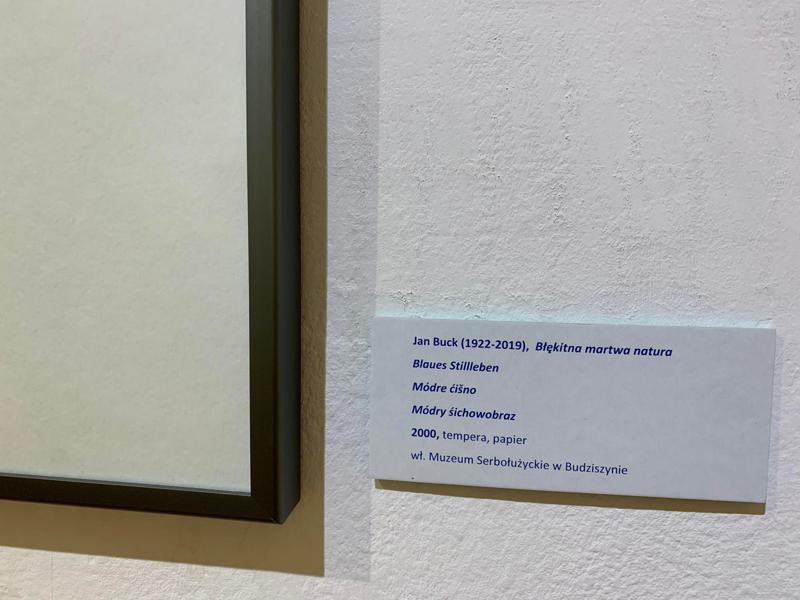 Jan Buck (1922-2019), Błękitna martwa natura
Blaues Stillleben
Módre ćišno
Módry śichowobraz
2000, tempera, papier
wł. Muzeum Serbołużyckie w Budziszynie